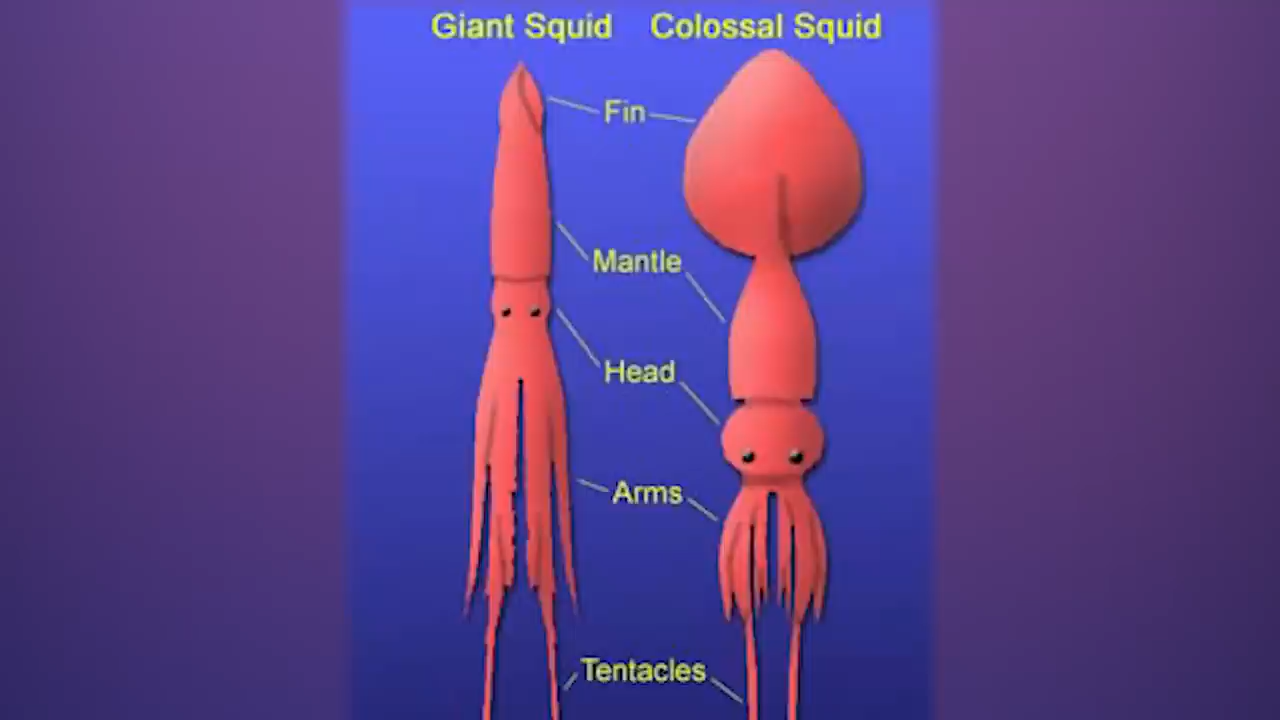 Giant Squid Colossal Squid
Fin
Mantle
Head
Arms
Tentacles